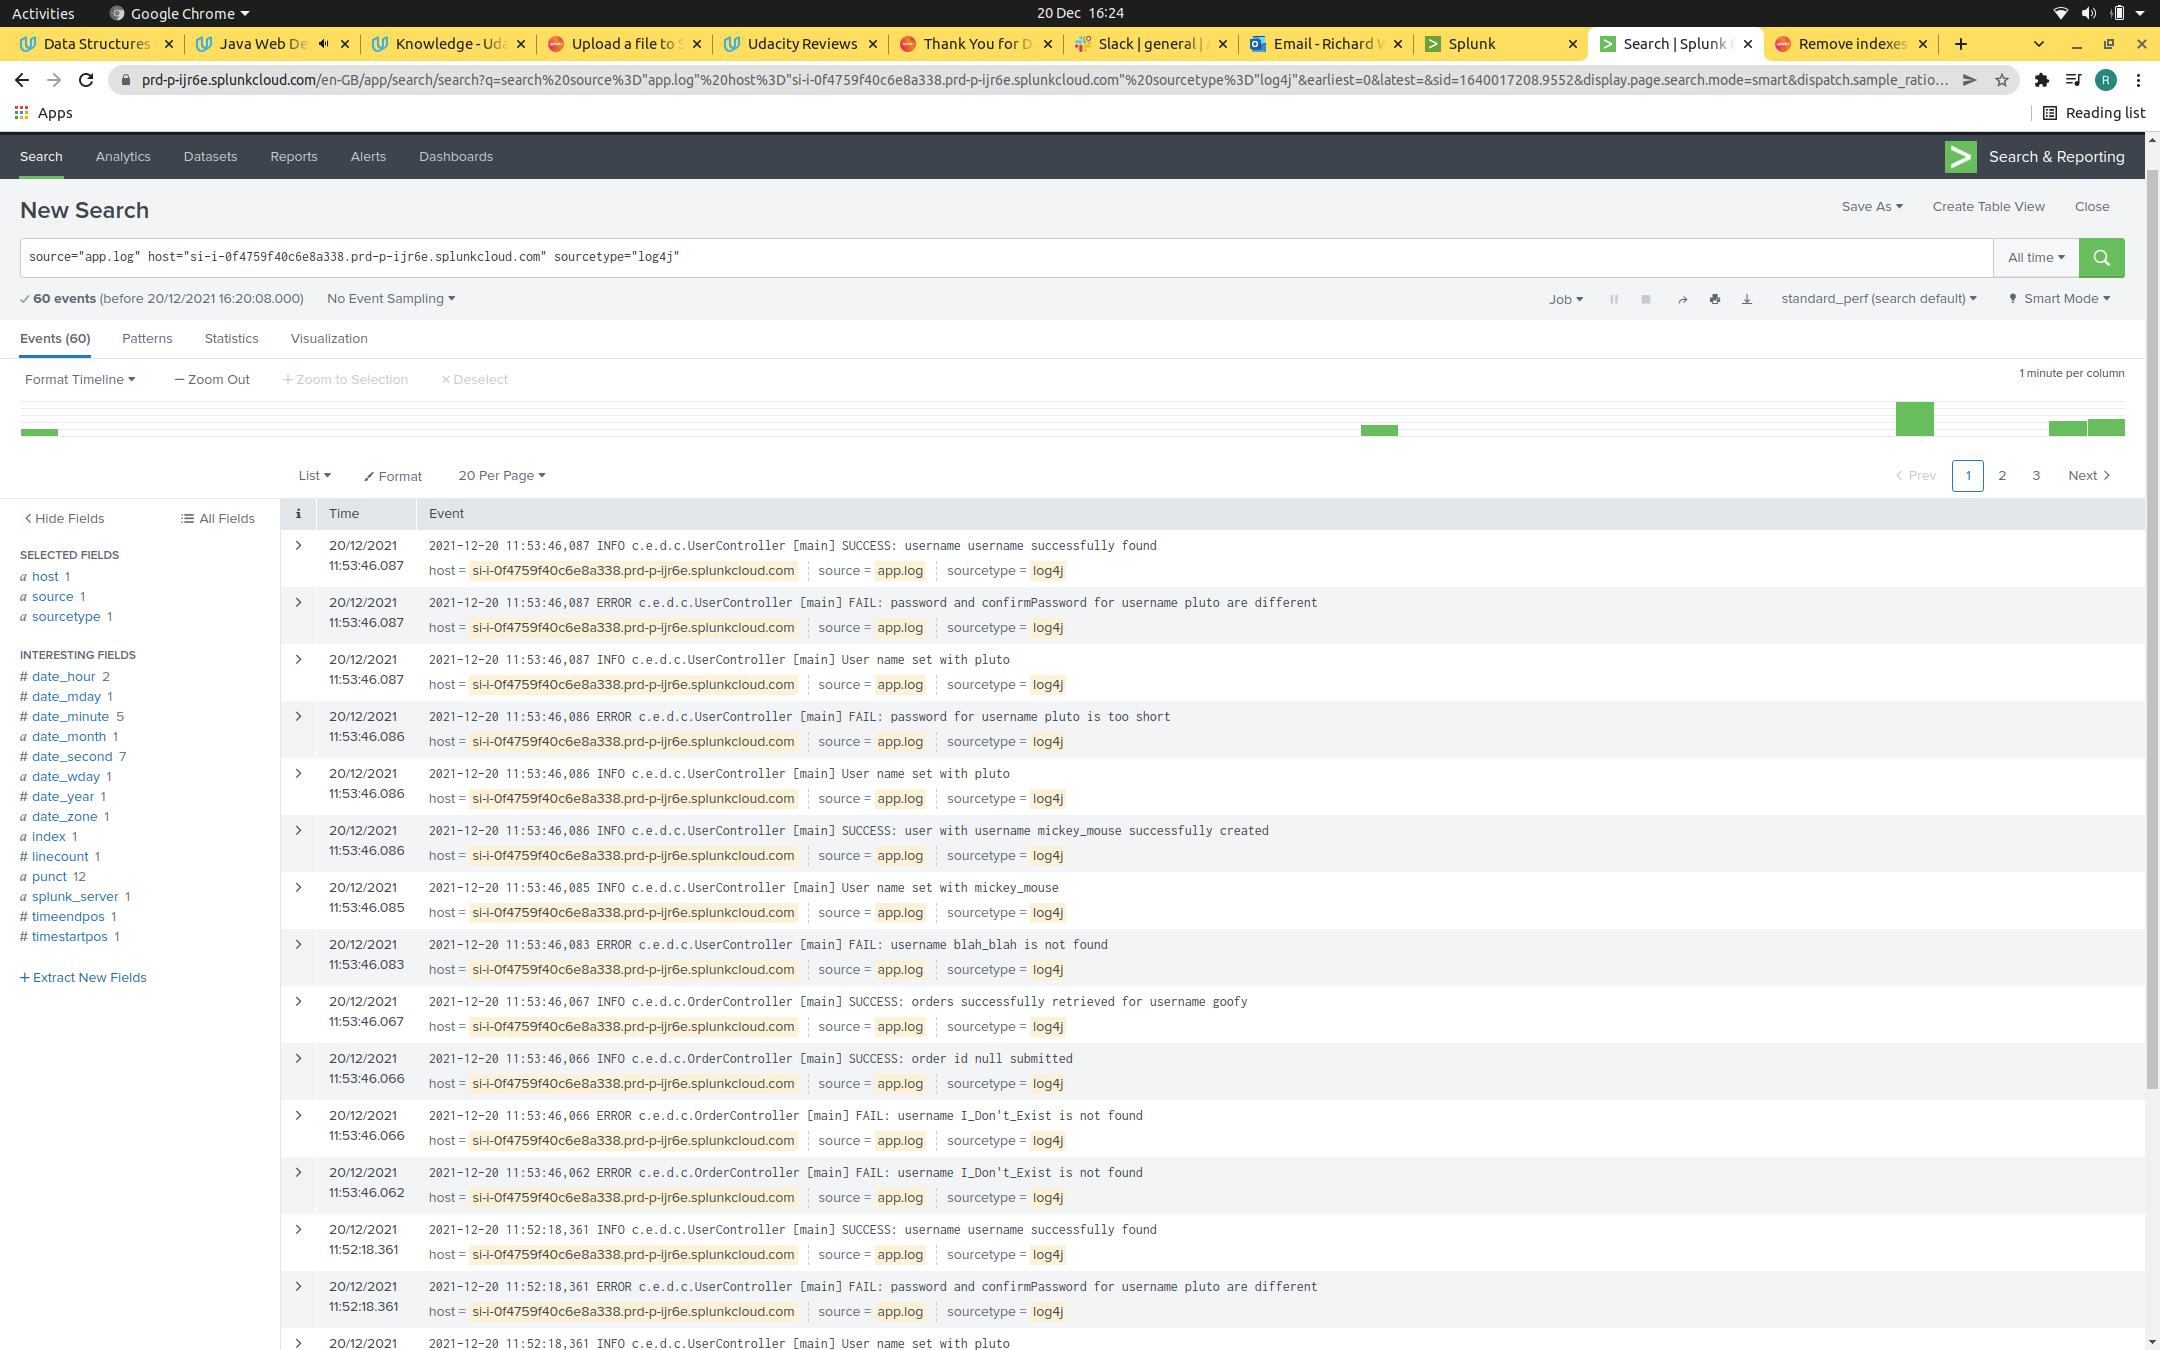 Activities Google Chrome 20 Dec 16:24
Data Structures Java Web De Knowledge - Uda Upload a file to S Udacity Reviews Thank You for D Slack | general | Email - Richard W Splunk Search | Splunk Remove indexes
prd-p-ijr6e.splunkcloud.com/en-GB/app/search/search?q=search%20source%3D"app.log"%20host%3D"si-i-0f4759f40c6e8a338.prd-p-ijr6e.splunkcloud.com"%20sourcetype%3D"log4j"&earliest=0&latest=&sid=1640017208.9552&display.page.search.mode=smart&dispatch.sample_ratio... R
Apps Reading list
Search Analytics Datasets Reports Alerts Dashboards Search & Reporting
New Search Save As Create Table View Close
source="app.log" host="si-i-0f4759f40c6e8a338.prd-p-ijr6e.splunkcloud.com" sourcetype="log4j" All time
60 events (before 20/12/2021 16:20:08.000) No Event Sampling Job standard_perf (search default) Smart Mode
Events (60) Patterns Statistics Visualization
Format Timeline — Zoom Out + Zoom to Selection × Deselect 1 minute per column
List Format 20 Per Page < Prev 1 2 3 Next >
< Hide Fields All Fields
SELECTED FIELDS
a host 1
a source 1
a sourcetype 1
INTERESTING FIELDS
# date_hour 2
# date_mday 1
# date_minute 5
a date_month 1
# date_second 7
a date_wday 1
# date_year 1
a date_zone 1
a index 1
# linecount 1
a punct 12
a splunk_server 1
# timeendpos 1
# timestartpos 1
+ Extract New Fields
i Time Event
20/12/2021 2021-12-20 11:53:46,087 INFO c.e.d.c.UserController [main] SUCCESS: username username successfully found
11:53:46.087 host = si-i-0f4759f40c6e8a338.prd-p-ijr6e.splunkcloud.com source = app.log sourcetype = log4j
20/12/2021 2021-12-20 11:53:46,087 ERROR c.e.d.c.UserController [main] FAIL: password and confirmPassword for username pluto are different
11:53:46.087 host = si-i-0f4759f40c6e8a338.prd-p-ijr6e.splunkcloud.com source = app.log sourcetype = log4j
20/12/2021 2021-12-20 11:53:46,087 INFO c.e.d.c.UserController [main] User name set with pluto
11:53:46.087 host = si-i-0f4759f40c6e8a338.prd-p-ijr6e.splunkcloud.com source = app.log sourcetype = log4j
20/12/2021 2021-12-20 11:53:46,086 ERROR c.e.d.c.UserController [main] FAIL: password for username pluto is too short
11:53:46.086 host = si-i-0f4759f40c6e8a338.prd-p-ijr6e.splunkcloud.com source = app.log sourcetype = log4j
20/12/2021 2021-12-20 11:53:46,086 INFO c.e.d.c.UserController [main] User name set with pluto
11:53:46.086 host = si-i-0f4759f40c6e8a338.prd-p-ijr6e.splunkcloud.com source = app.log sourcetype = log4j
20/12/2021 2021-12-20 11:53:46,086 INFO c.e.d.c.UserController [main] SUCCESS: user with username mickey_mouse successfully created
11:53:46.086 host = si-i-0f4759f40c6e8a338.prd-p-ijr6e.splunkcloud.com source = app.log sourcetype = log4j
20/12/2021 2021-12-20 11:53:46,085 INFO c.e.d.c.UserController [main] User name set with mickey_mouse
11:53:46.085 host = si-i-0f4759f40c6e8a338.prd-p-ijr6e.splunkcloud.com source = app.log sourcetype = log4j
20/12/2021 2021-12-20 11:53:46,083 ERROR c.e.d.c.UserController [main] FAIL: username blah_blah is not found
11:53:46.083 host = si-i-0f4759f40c6e8a338.prd-p-ijr6e.splunkcloud.com source = app.log sourcetype = log4j
20/12/2021 2021-12-20 11:53:46,067 INFO c.e.d.c.OrderController [main] SUCCESS: orders successfully retrieved for username goofy
11:53:46.067 host = si-i-0f4759f40c6e8a338.prd-p-ijr6e.splunkcloud.com source = app.log sourcetype = log4j
20/12/2021 2021-12-20 11:53:46,066 INFO c.e.d.c.OrderController [main] SUCCESS: order id null submitted
11:53:46.066 host = si-i-0f4759f40c6e8a338.prd-p-ijr6e.splunkcloud.com source = app.log sourcetype = log4j
20/12/2021 2021-12-20 11:53:46,066 ERROR c.e.d.c.OrderController [main] FAIL: username I_Don't_Exist is not found
11:53:46.066 host = si-i-0f4759f40c6e8a338.prd-p-ijr6e.splunkcloud.com source = app.log sourcetype = log4j
20/12/2021 2021-12-20 11:53:46,062 ERROR c.e.d.c.OrderController [main] FAIL: username I_Don't_Exist is not found
11:53:46.062 host = si-i-0f4759f40c6e8a338.prd-p-ijr6e.splunkcloud.com source = app.log sourcetype = log4j
20/12/2021 2021-12-20 11:52:18,361 INFO c.e.d.c.UserController [main] SUCCESS: username username successfully found
11:52:18.361 host = si-i-0f4759f40c6e8a338.prd-p-ijr6e.splunkcloud.com source = app.log sourcetype = log4j
20/12/2021 2021-12-20 11:52:18,361 ERROR c.e.d.c.UserController [main] FAIL: password and confirmPassword for username pluto are different
11:52:18.361 host = si-i-0f4759f40c6e8a338.prd-p-ijr6e.splunkcloud.com source = app.log sourcetype = log4j
20/12/2021 2021-12-20 11:52:18,361 INFO c.e.d.c.UserController [main] User name set with pluto